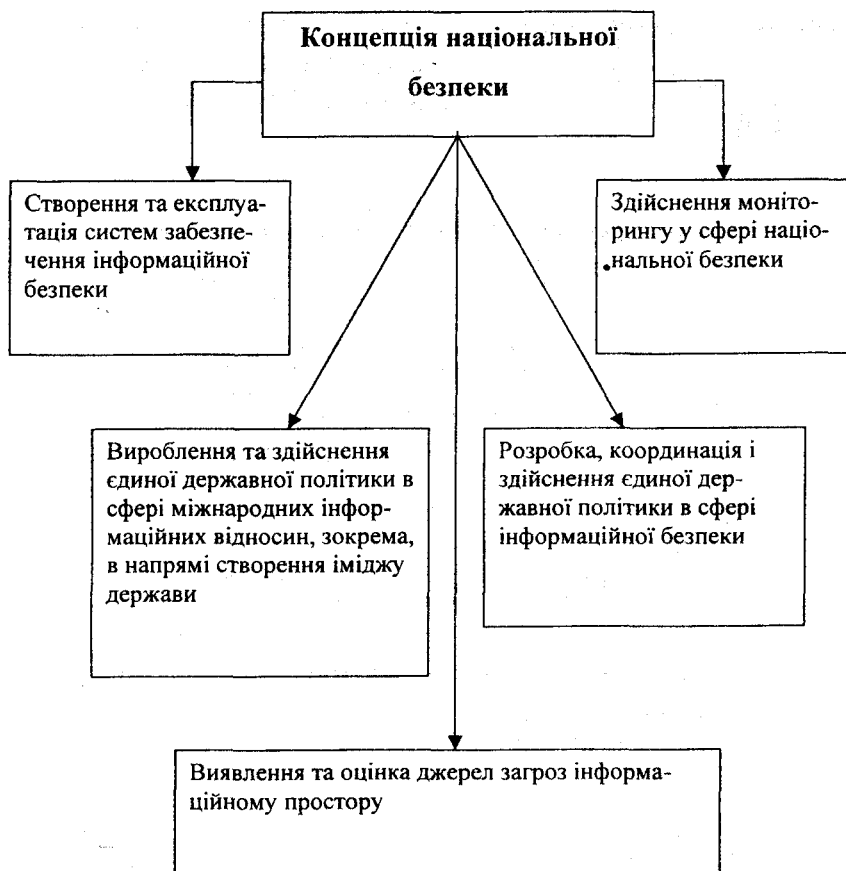 Концепція національної
безпеки
Створення та експлуа-
тація систем забезпе-
чення інформаційної
безпеки
Здійснення моніто-
рингу у сфері націо-
нальної безпеки
Вироблення та здійснення
єдиної державної політики в
сфері міжнародних інфор-
маційних відносин, зокрема,
в напрямі створення іміджу
держави
Розробка, координація і
здійснення єдиної дер-
жавної політики в сфері
інформаційної безпеки
Виявлення та оцінка джерел загроз інформа-
ційному простору